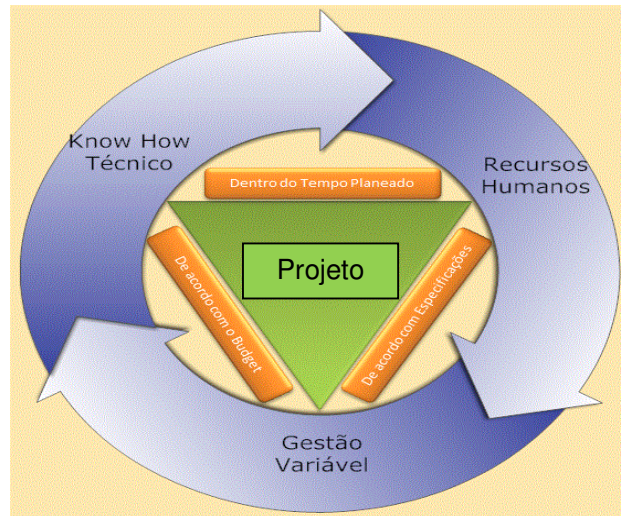 Know How
Técnico
Recursos
Humanos
Dentro do Tempo Planeado
Projeto
De acordo com o Budget
De acordo com Especificações
Gestão
Variável